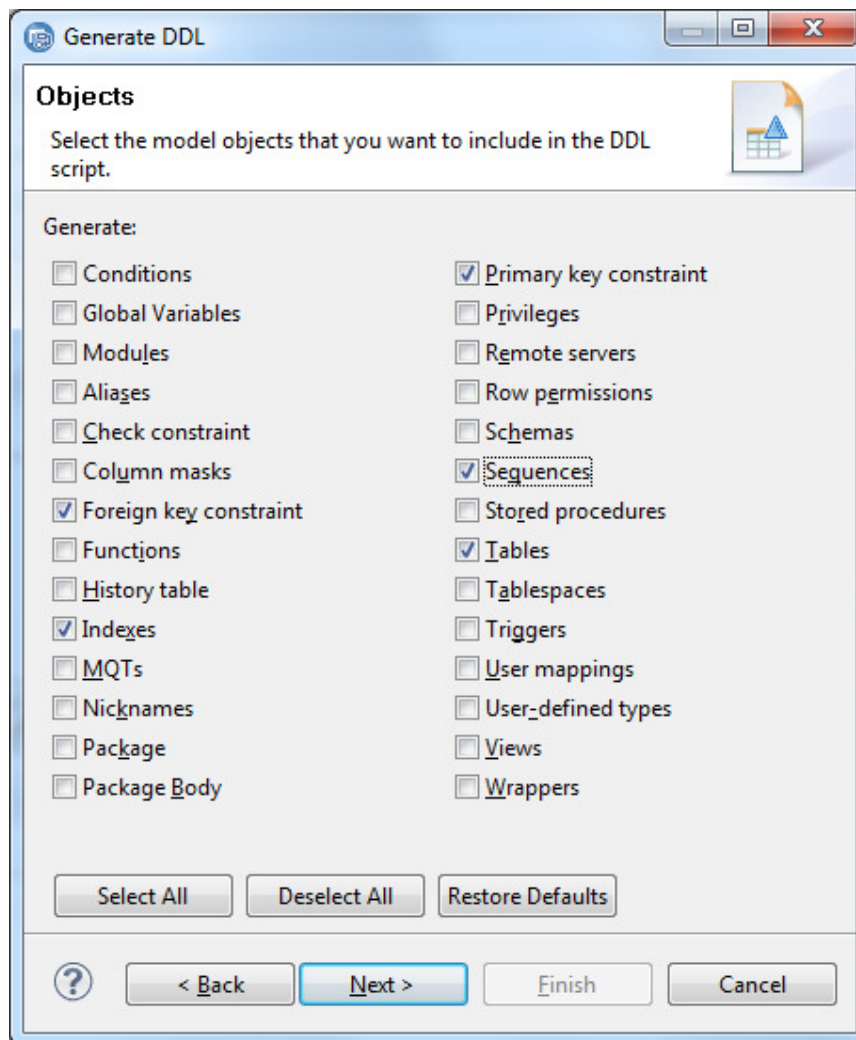 Generate DDL
Objects
Select the model objects that you want to include in the DDL
script.
Generate:
Conditions
Global Variables
Modules
Aliases
Check constraint
Column masks
Foreign key constraint
Functions
History table
Indexes
MQTs
Nicknames
Package
Package Body
Primary key constraint
Privileges
Remote servers
Row permissions
Schemas
Sequences
Stored procedures
Tables
Tablespaces
Triggers
User mappings
User-defined types
Views
Wrappers
Select All
Deselect All
Restore Defaults
?
< Back
Next >
Finish
Cancel